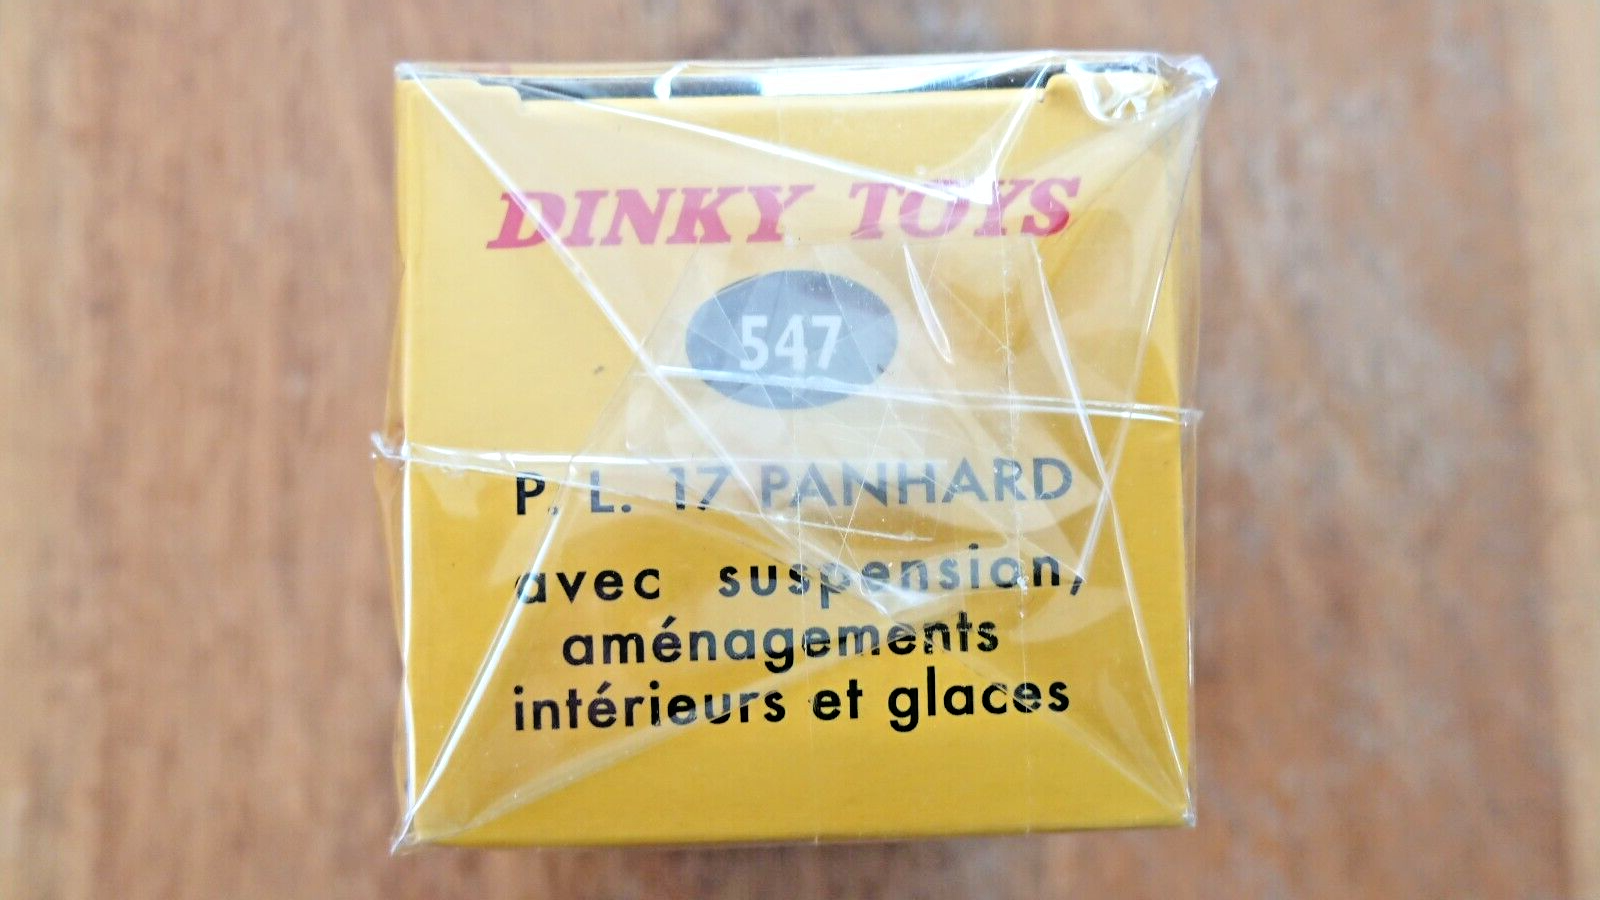 DINKY TOYS
547
P. L. 17 PANHARD
avec suspension,
aménagements
intérieurs et glaces